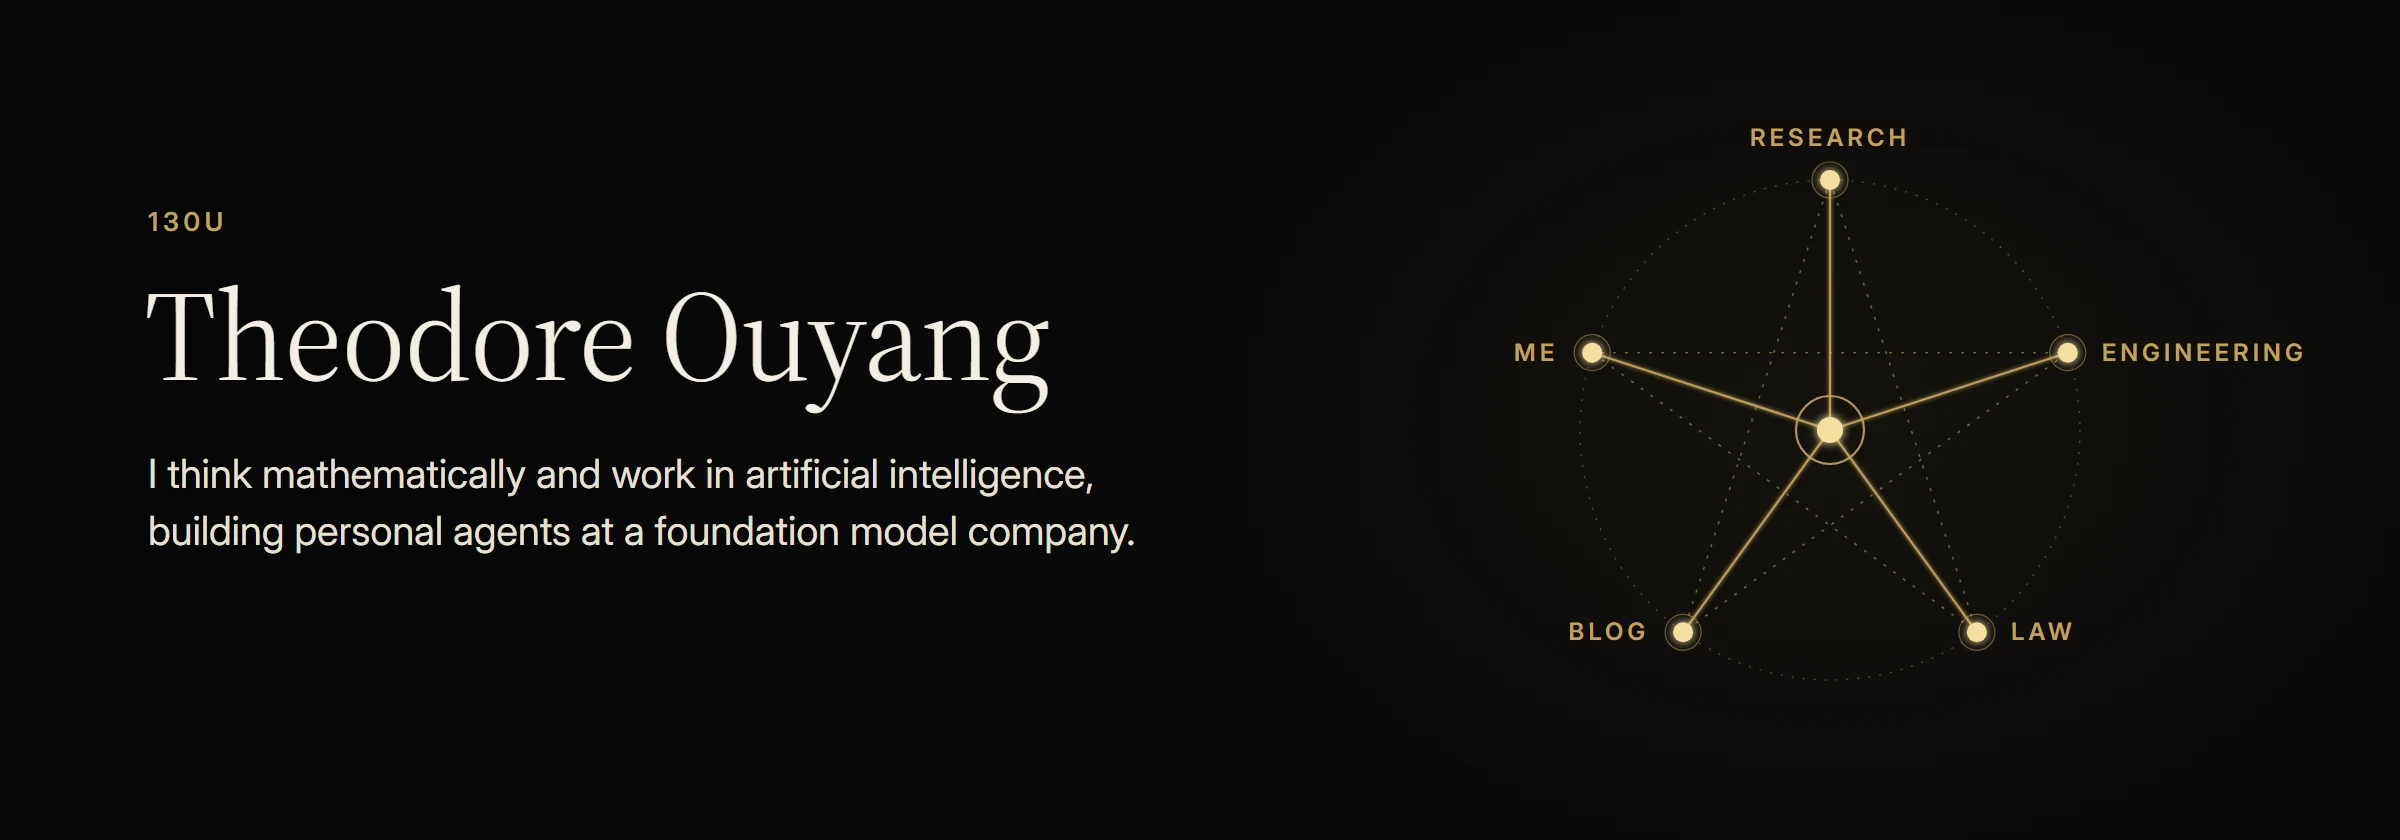 130U
Theodore Ouyang
I think mathematically and work in artificial intelligence,
building personal agents at a foundation model company.
RESEARCH
ME
ENGINEERING
BLOG
LAW